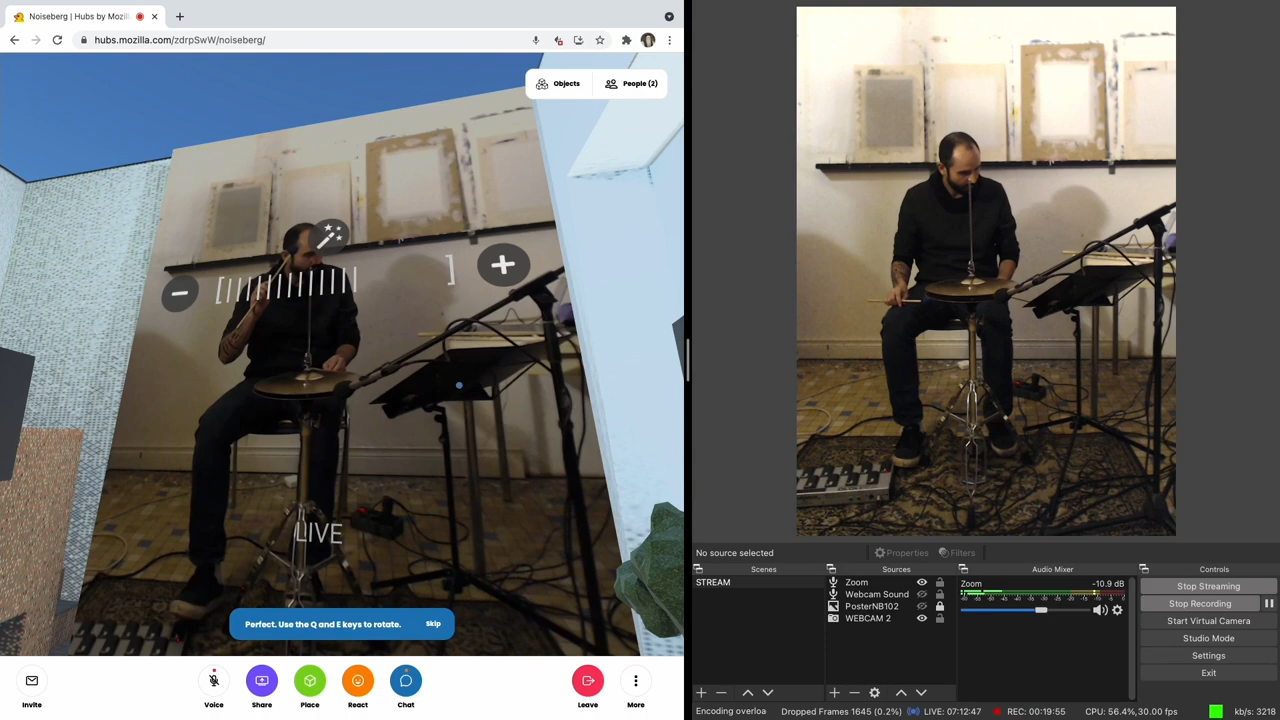 Noiseberg | Hubs by Mozil
hubs.mozilla.com/zdrpSwW/noiseberg/
Objects
People (2)
LIVE
Perfect. Use the Q and E keys to rotate.
Skip
Invite
Voice
Share
Place
React
Chat
Leave
More
No source selected
Properties
Filters
Scenes
Sources
Audio Mixer
Controls
STREAM
Zoom
Webcam Sound
PosterNB102
WEBCAM 2
Zoom
-10.9 dB
Stop Streaming
Stop Recording
Start Virtual Camera
Studio Mode
Settings
Exit
Encoding overloa
Dropped Frames 1645 (0.2%)
LIVE: 07:12:47
REC: 00:19:55
CPU: 56.4%, 30.00 fps
kb/s: 3218